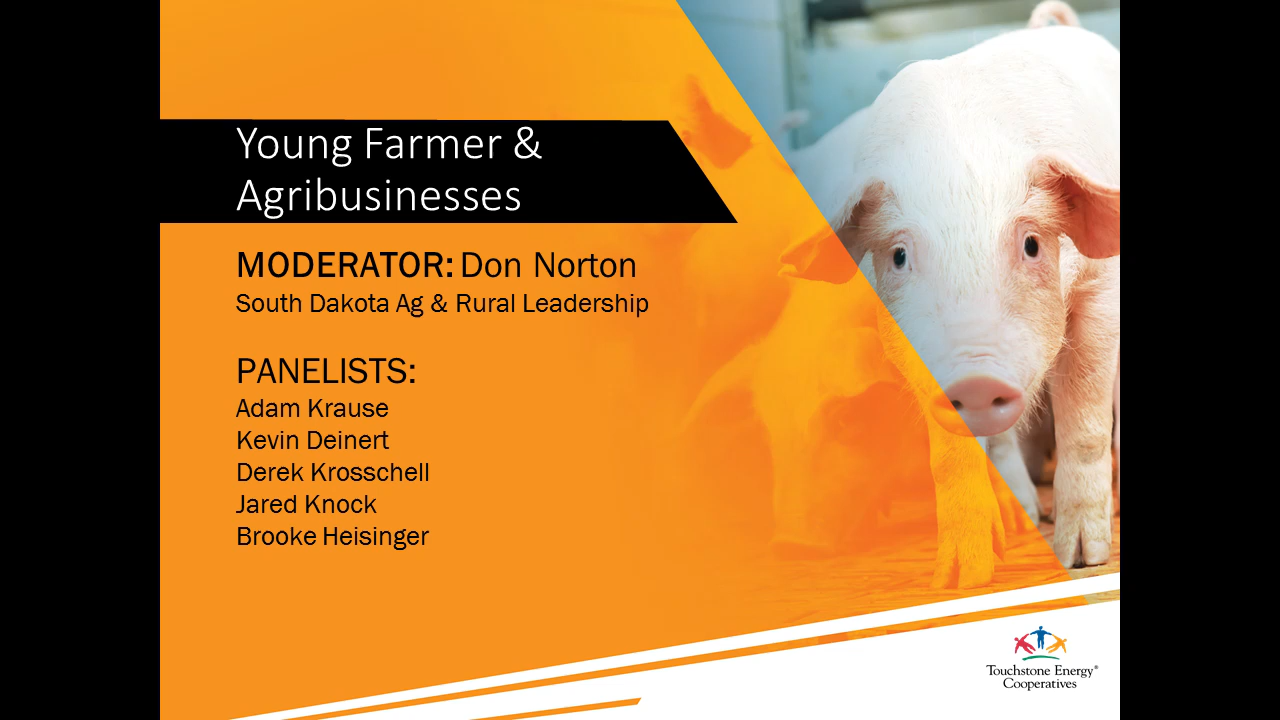 Young Farmer &
Agribusinesses
MODERATOR: Don Norton
South Dakota Ag & Rural Leadership
PANELISTS:
Adam Krause
Kevin Deinert
Derek Krosschell
Jared Knock
Brooke Heisinger
Touchstone Energy®
Cooperatives